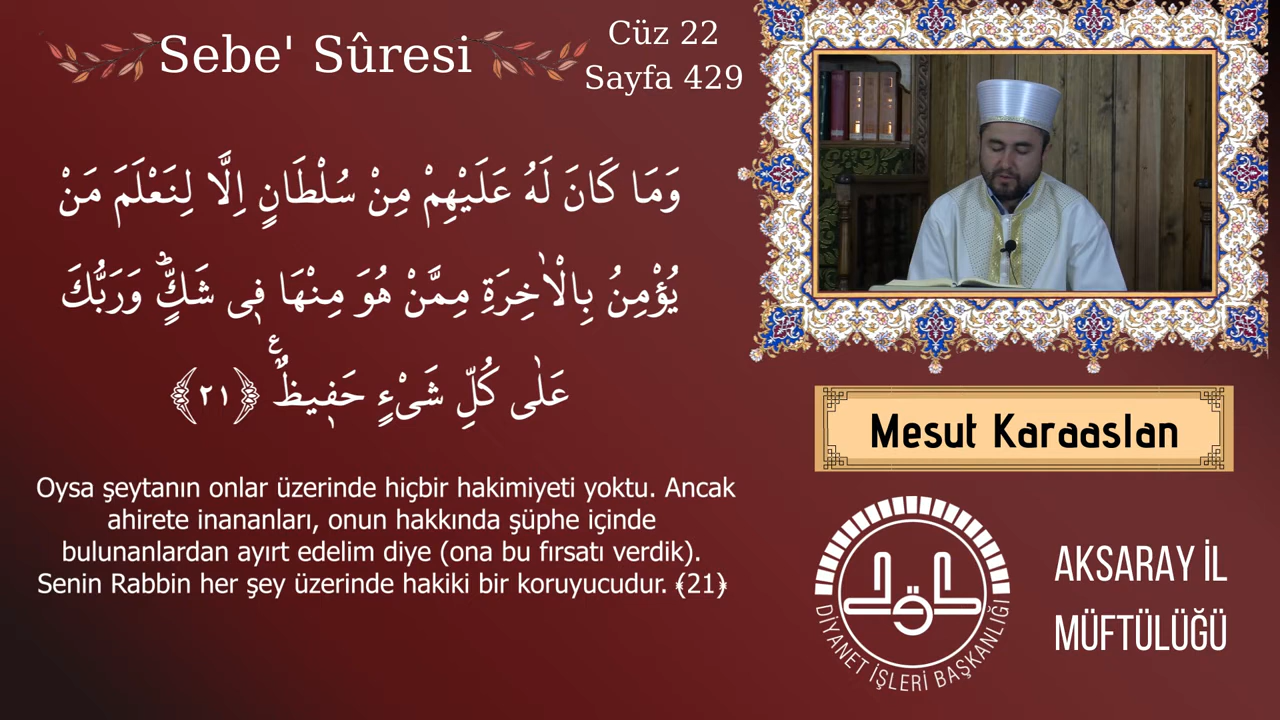 Sebe' Sûresi
Cüz 22
Sayfa 429
وَمَا كَانَ لَهُ عَلَيْهِمْ مِنْ سُلْطَانٍ اِلَّا لِنَعْلَمَ مَنْ
يُؤْمِنُ بِالْاٰخِرَةِ مِمَّنْ هُوَ مِنْهَا ف۪ي شَكٍّۜ وَرَبُّكَ
عَلٰى كُلِّ شَيْءٍ حَف۪يظٌ۟ ﴿٢١﴾
Oysa şeytanın onlar üzerinde hiçbir hakimiyeti yoktu. Ancak
ahirete inananları, onun hakkında şüphe içinde
bulunanlardan ayırt edelim diye (ona bu fırsatı verdik).
Senin Rabbin her şey üzerinde hakiki bir koruyucudur. ﴾21﴿
Mesut Karaaslan
DİYANET İŞLERİ BAŞKANLIĞI
AKSARAY İL
MÜFTÜLÜĞÜ